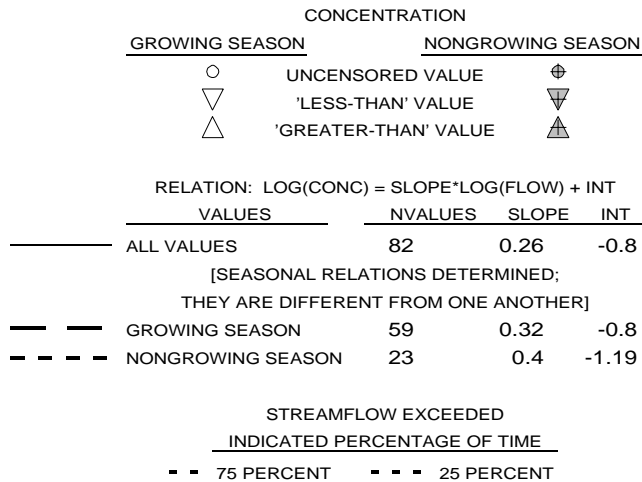 CONCENTRATION
GROWING SEASON NONGROWING SEASON
UNCENSORED VALUE
'LESS-THAN' VALUE
'GREATER-THAN' VALUE
RELATION: LOG(CONC) = SLOPE*LOG(FLOW) + INT
VALUES NVALUES SLOPE INT
ALL VALUES 82 0.26 -0.8
[SEASONAL RELATIONS DETERMINED;
THEY ARE DIFFERENT FROM ONE ANOTHER]
GROWING SEASON 59 0.32 -0.8
NONGROWING SEASON 23 0.4 -1.19
STREAMFLOW EXCEEDED
INDICATED PERCENTAGE OF TIME
75 PERCENT 25 PERCENT